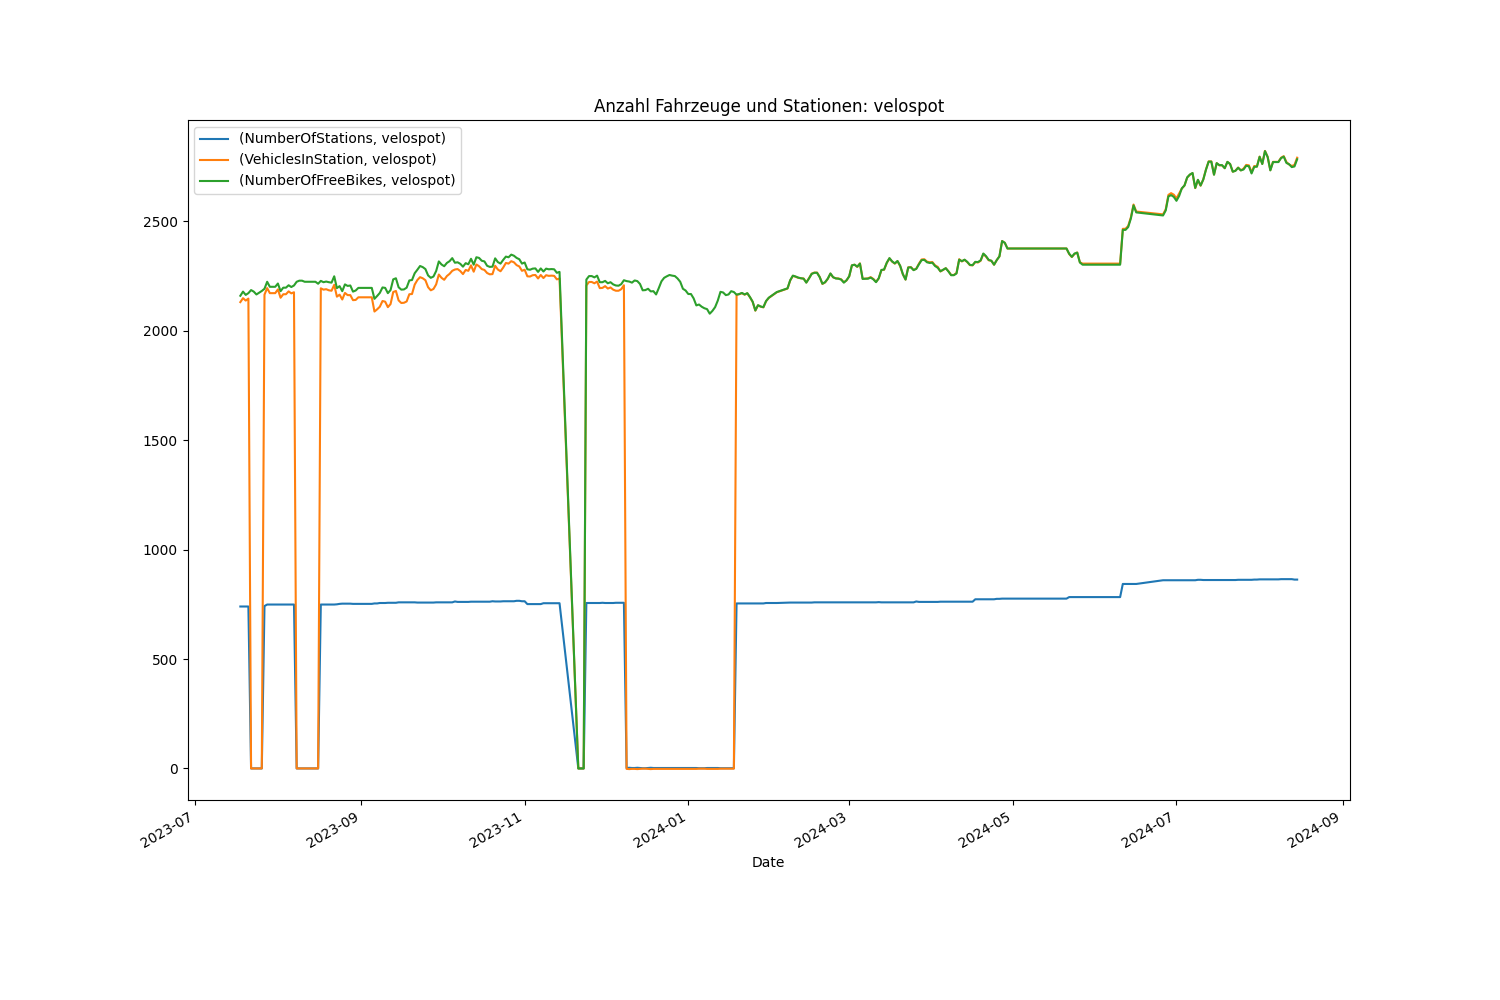 Anzahl Fahrzeuge und Stationen: velospot
(NumberOfStations, velospot)
(VehiclesInStation, velospot)
(NumberOfFreeBikes, velospot)
2500
2000
1500
1000
500
0
2023-07
2023-09
2023-11
2024-01
2024-03
2024-05
2024-07
2024-09
Date